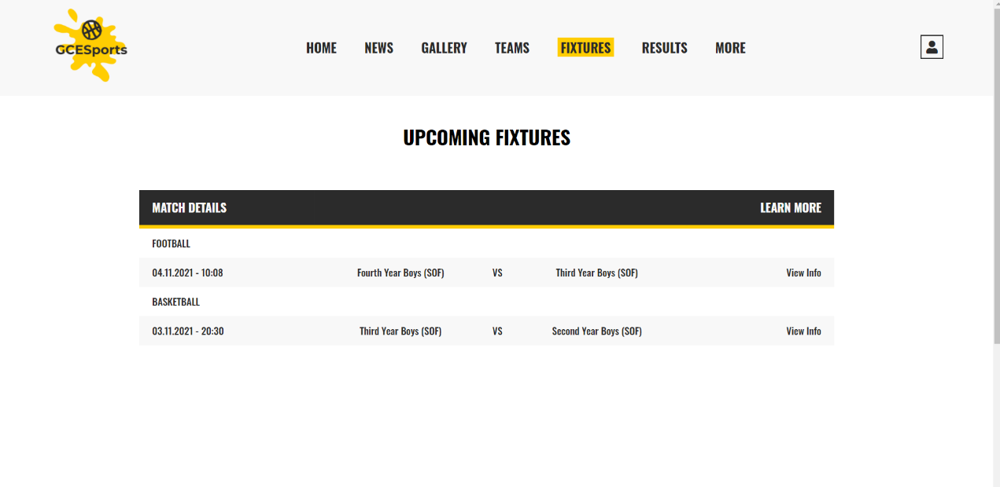 GCESports
HOME NEWS GALLERY TEAMS FIXTURES RESULTS MORE
UPCOMING FIXTURES
MATCH DETAILS LEARN MORE
FOOTBALL
04.11.2021 - 10:08 Fourth Year Boys (SOF) VS Third Year Boys (SOF) View Info
BASKETBALL
03.11.2021 - 20:30 Third Year Boys (SOF) VS Second Year Boys (SOF) View Info